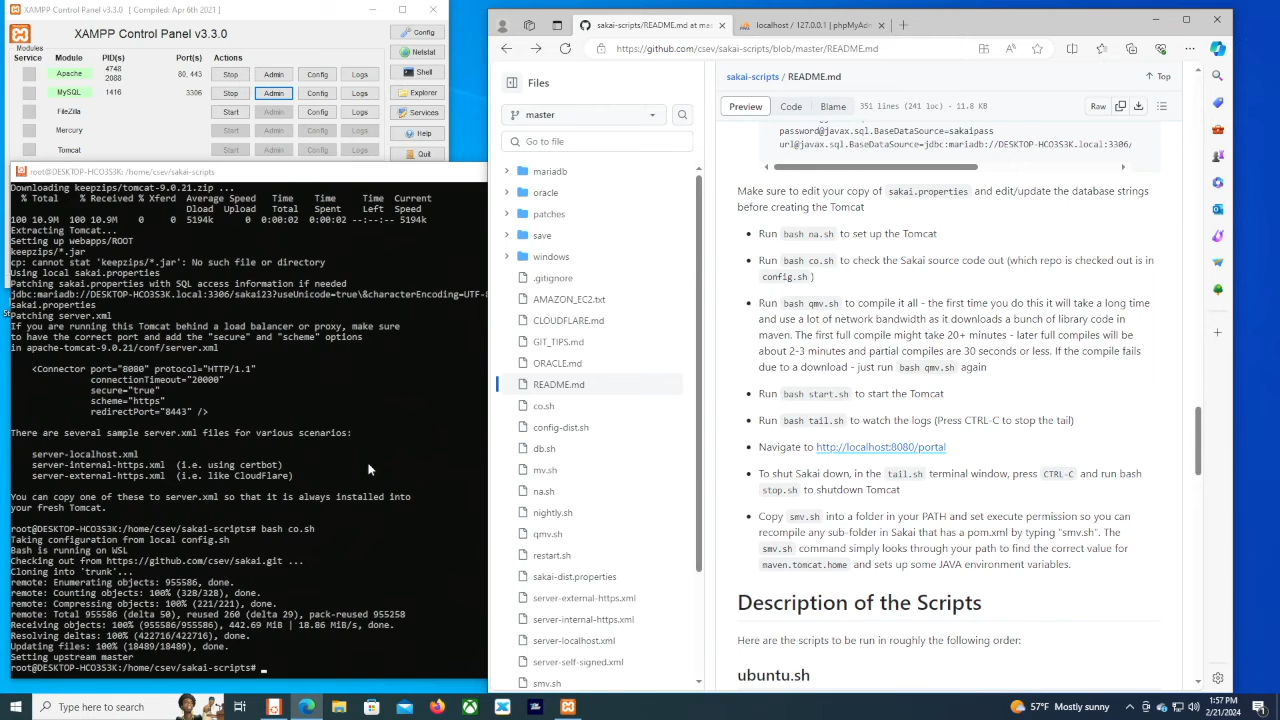 XAMPP Control Panel v3.3.0 [ Compiled: Apr 6th 2021 ]
XAMPP Control Panel v3.3.0
Modules
Service
Module
PID(s)
Port(s)
Actions
Apache
4748
2088
80, 443
Stop
Admin
Config
Logs
MySQL
1416
3306
Stop
Admin
Config
Logs
FileZilla
Start
Admin
Config
Logs
Mercury
Start
Admin
Config
Logs
Tomcat
Start
Admin
Config
Logs
Config
Netstat
Shell
Explorer
Services
Help
Quit
root@DESKTOP-HCO3S3K: /home/csev/sakai-scripts
Downloading keepzips/tomcat-9.0.21.zip ...
% Total % Received % Xferd Average Speed Time Time Time Current
Dload Upload Total Spent Left Speed
100 10.9M 100 10.9M 0 0 5194k 0 0:00:02 0:00:02 --:--:-- 5194k
Extracting Tomcat...
Setting up webapps/ROOT
keepzips/*.jar
cp: cannot stat 'keepzips/*.jar': No such file or directory
Using local sakai.properties
Patching sakai.properties with SQL access information if needed
jdbc:mariadb://DESKTOP-HCO3S3K.local:3306/sakai23?useUnicode=true\&characterEncoding=UTF-8
sakai.properties
Patching server.xml
If you are running this Tomcat behind a load balancer or proxy, make sure
to have the correct port and add the "secure" and "scheme" options
in apache-tomcat-9.0.21/conf/server.xml
<Connector port="8080" protocol="HTTP/1.1"
connectionTimeout="20000"
secure="true"
scheme="https"
redirectPort="8443" />
There are several sample server.xml files for various scenarios:
server-localhost.xml
server-internal-https.xml (i.e. using certbot)
server-external-https.xml (i.e. like CloudFlare)
You can copy one of these to server.xml so that it is always installed into
your fresh Tomcat.
root@DESKTOP-HCO3S3K:/home/csev/sakai-scripts# bash co.sh
Taking configuration from local config.sh
Bash is running on WSL
Checking out from https://github.com/csev/sakai.git ...
Cloning into 'trunk'...
remote: Enumerating objects: 955586, done.
remote: Counting objects: 100% (328/328), done.
remote: Compressing objects: 100% (221/221), done.
remote: Total 955586 (delta 58), reused 260 (delta 29), pack-reused 955258
Receiving objects: 100% (955586/955586), 442.69 MiB | 18.86 MiB/s, done.
Resolving deltas: 100% (422716/422716), done.
Updating files: 100% (18489/18489), done.
Setting upstream master
root@DESKTOP-HCO3S3K:/home/csev/sakai-scripts# _
sakai-scripts/README.md at mas
localhost / 127.0.0.1 | phpMyAdm
https://github.com/csev/sakai-scripts/blob/master/README.md
Files
master
Go to file
mariadb
oracle
patches
save
windows
.gitignore
AMAZON_EC2.txt
CLOUDFLARE.md
GIT_TIPS.md
ORACLE.md
README.md
co.sh
config-dist.sh
db.sh
mv.sh
na.sh
nightly.sh
qmv.sh
restart.sh
sakai-dist.properties
server-external-https.xml
server-internal-https.xml
server-localhost.xml
server-self-signed.xml
smv.sh
sakai-scripts / README.md
Top
Preview
Code
Blame
Raw
password@javax.sql.BaseDataSource=sakaipass
url@javax.sql.BaseDataSource=jdbc:mariadb://DESKTOP-HCO3S3K.local:3306/
Make sure to edit your copy of sakai.properties and edit/update the database strings
before creating the Tomcat
• Run bash na.sh to set up the Tomcat
• Run bash co.sh to check the Sakai source code out (which repo is checked out is in
config.sh )
• Run bash qmv.sh to compile it all - the first time you do this it will take a long time
and use a lot of network bandwidth as it downloads a bunch of library code in
maven. The first full compile might take 20+ minutes - later full compiles will be
about 2-3 minutes and partial compiles are 30 seconds or less. If the compile fails
due to a download - just run bash qmv.sh again
• Run bash start.sh to start the Tomcat
• Run bash tail.sh to watch the logs (Press CTRL-C to stop the tail)
• Navigate to http://localhost:8080/portal
• To shut Sakai down, in the tail.sh terminal window, press CTRL-C and run bash
stop.sh to shutdown Tomcat
• Copy smv.sh into a folder in your PATH and set execute permission so you can
recompile any sub-folder in Sakai that has a pom.xml by typing "smv.sh". The
smv.sh command simply looks through your path to find the correct value for
maven.tomcat.home and sets up some JAVA environment variables.
Description of the Scripts
Here are the scripts to be run in roughly the following order:
ubuntu.sh
Type here to search
57°F Mostly sunny
1:57 PM
2/21/2024